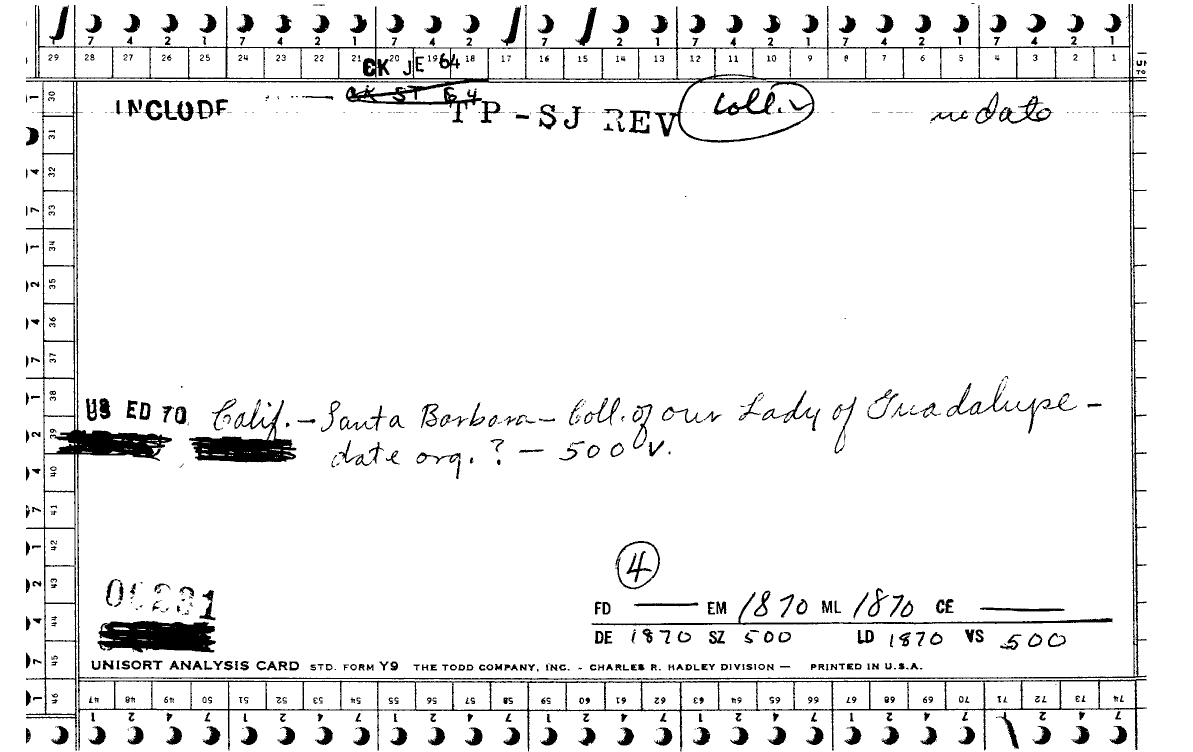 7 4 2 1 7 4 2 1 7 4 2 7 2 1 7 4 2 1 7 4 2 1 7 4 2 1
29 28 27 26 25 24 23 22 21 20 19 18 17 16 15 14 13 12 11 10 9 8 7 6 5 4 3 2 1
CK JE 64
CK ST 64
INCLUDE TP-SJ REV Coll. no date
30
31
32
33
34
35
36
37
38
US ED 70 Calif. - Santa Barbara - Coll. of our Lady of Guadalupe -
39
date org. ? - 500 v.
40
41
42
4
43
FD EM 1870 ML 1870 CE
44
DE 1870 SZ 500 LD 1870 VS 500
45
UNISORT ANALYSIS CARD STD. FORM Y9 THE TODD COMPANY, INC. - CHARLES R. HADLEY DIVISION — PRINTED IN U.S.A.
46
47 48 49 50 51 52 53 54 55 56 57 58 59 60 61 62 63 64 65 66 67 68 69 70 71 72 73 74
1 2 4 7 1 2 4 7 1 2 4 7 1 2 4 7 1 2 4 7 1 2 4 7 2 4 7